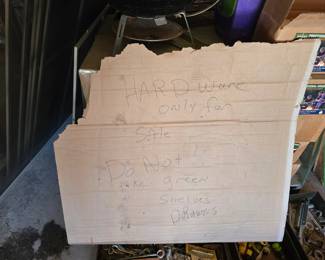 HARDware
only for
Sale
Do Not
take green
Shelves
DRawers